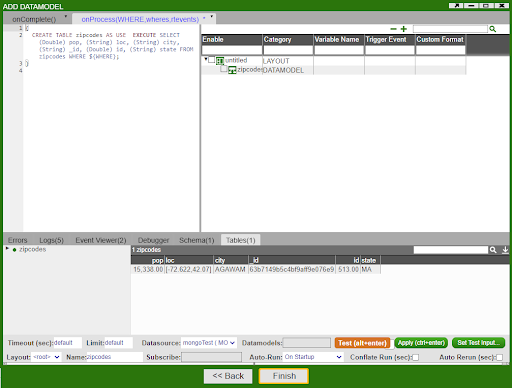 ADD DATAMODEL
onComplete()
onProcess(WHERE,wheres,rfevents) *
1 {
2 CREATE TABLE zipcodes AS USE EXECUTE SELECT
(Double) pop, (String) loc, (String) city,
(String) _id, (Double) id, (String) state FROM
zipcodes WHERE ${WHERE};
3 }
4
Enable Category Variable Name Trigger Event Custom Format
untitled LAYOUT
zipcodes DATAMODEL
Errors Logs(5) Event Viewer(2) Debugger Schema(1) Tables(1)
zipcodes
1 zipcodes
pop loc city _id id state
15,338.00 [-72.622,42.07] AGAWAM 63b7149b5c4bf9aff9e076e9 513.00 MA
Timeout (sec): default Limit: default Datasource: mongoTest ( MO Datamodels: Test (alt+enter) Apply (ctrl+enter) Set Test Input...
Layout: <root> Name: zipcodes Subscribe: Auto-Run: On Startup Conflate Run (sec): Auto Rerun (sec):
<< Back Finish